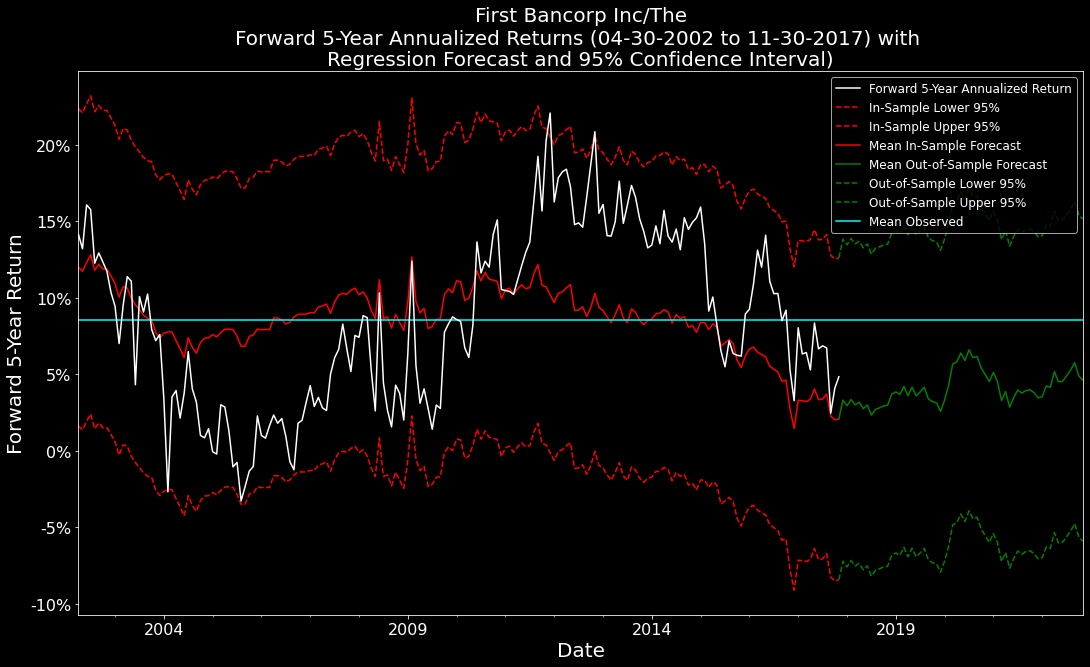 First Bancorp Inc/The
Forward 5-Year Annualized Returns (04-30-2002 to 11-30-2017) with
Regression Forecast and 95% Confidence Interval)
Forward 5-Year Annualized Return
In-Sample Lower 95%
In-Sample Upper 95%
Mean In-Sample Forecast
Mean Out-of-Sample Forecast
Out-of-Sample Lower 95%
Out-of-Sample Upper 95%
Mean Observed
Forward 5-Year Return
20%
15%
10%
5%
0%
-5%
-10%
2004
2009
2014
2019
Date